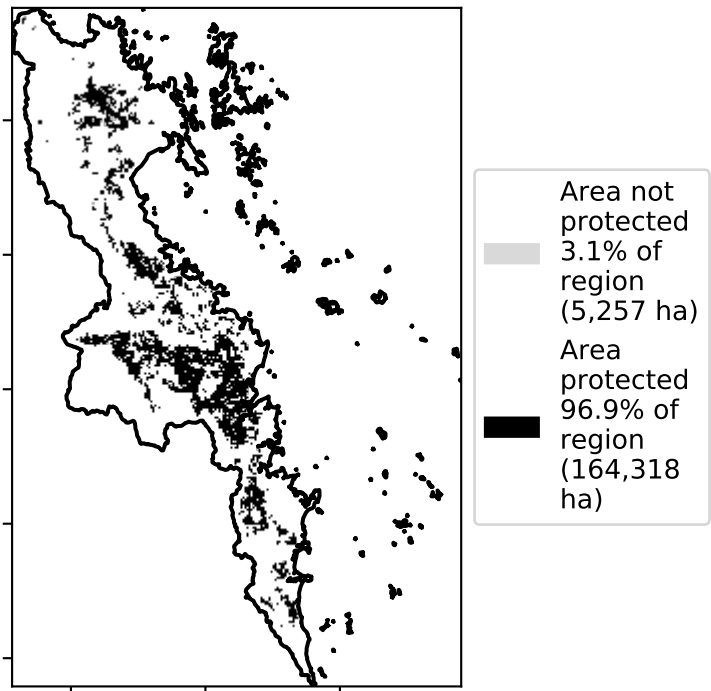 Area not
protected
3.1% of
region
(5,257 ha)
Area
protected
96.9% of
region
(164,318
ha)